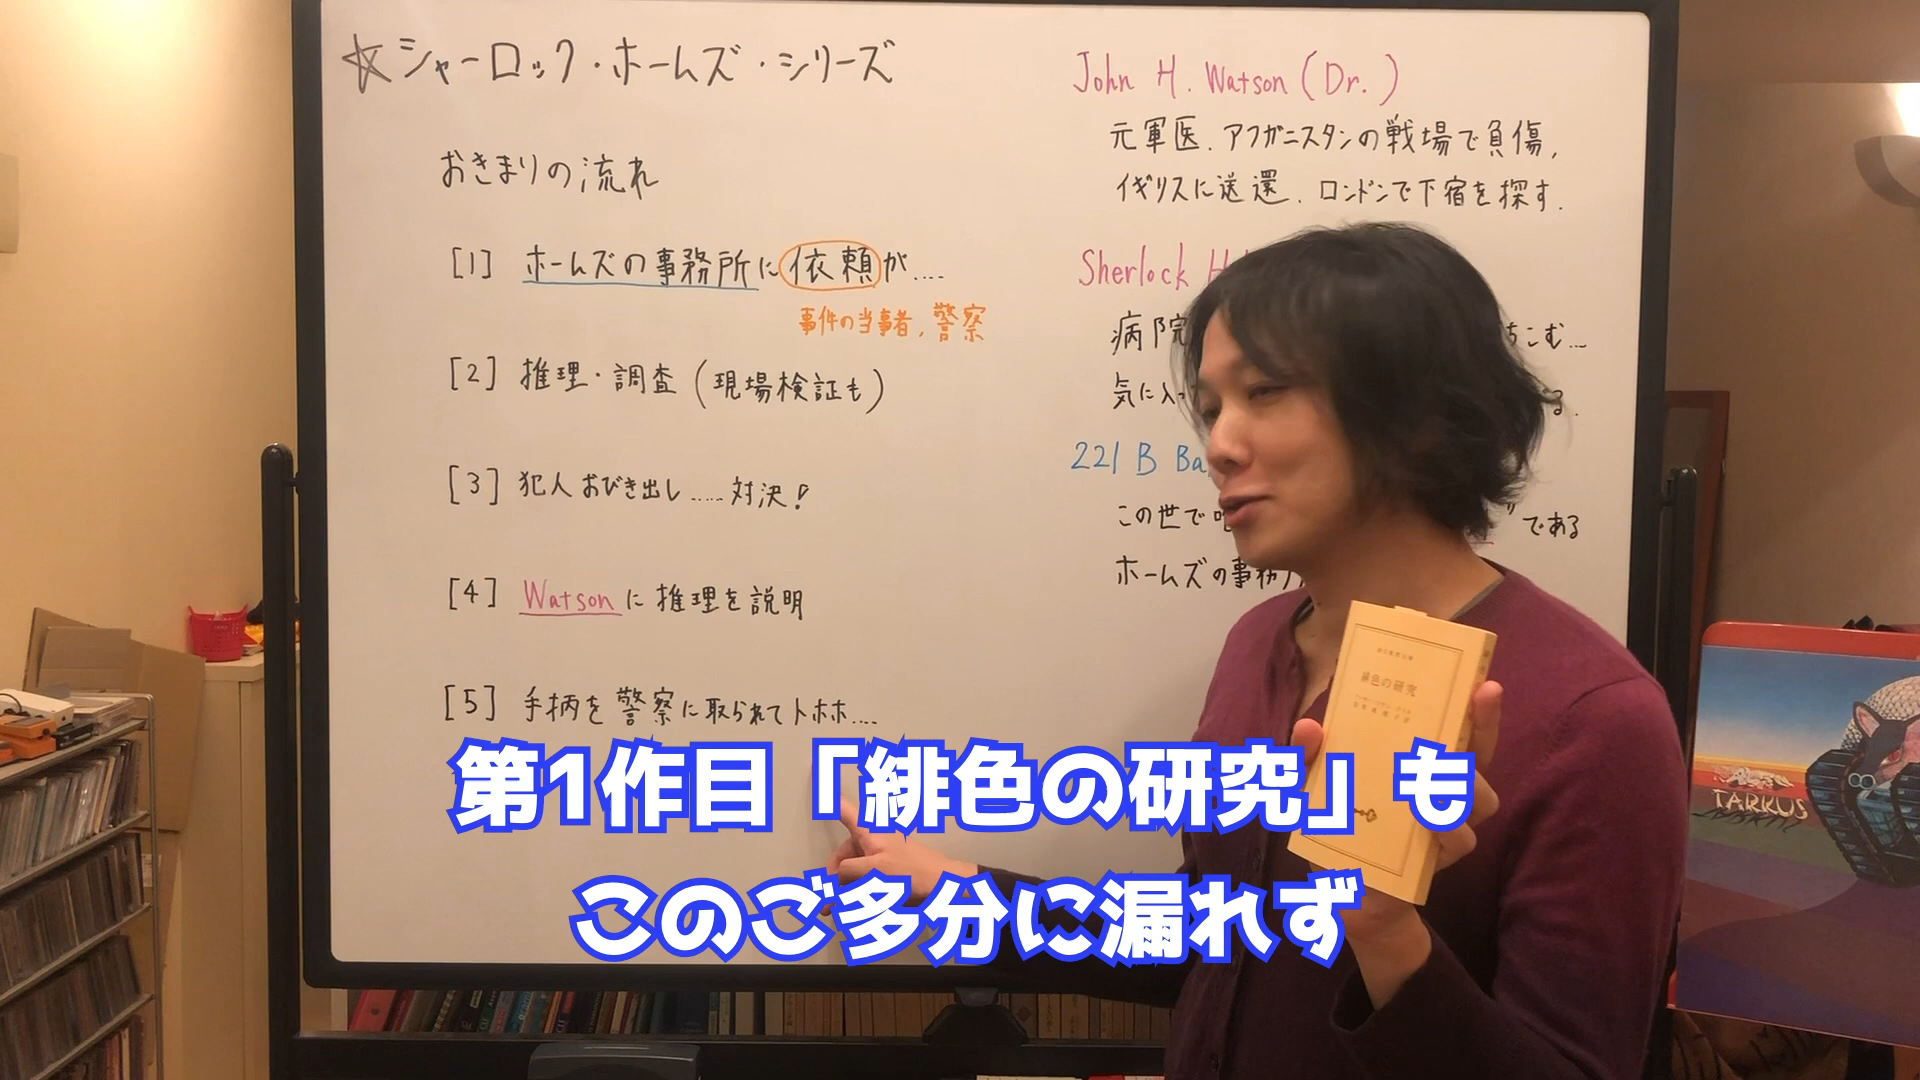 ☆シャーロック・ホームズ・シリーズ
おきまりの流れ
[1] ホームズの事務所に依頼が....
事件の当事者, 警察
[2] 推理・調査(現場検証も)
[3] 犯人おびき出し.....対決!
[4] Watsonに推理を説明
[5] 手柄を警察に取られてトホホ....
John H. Watson (Dr.)
元軍医. アフガニスタンの戦場で負傷,
イギリスに送還. ロンドンで下宿を探す.
Sherlock H
病院 ちこむ...
気に入っ る.
221 B Ba
この世で で ある
ホームズの事務
緋色の研究
TARKUS
第1作目「緋色の研究」も
このご多分に漏れず